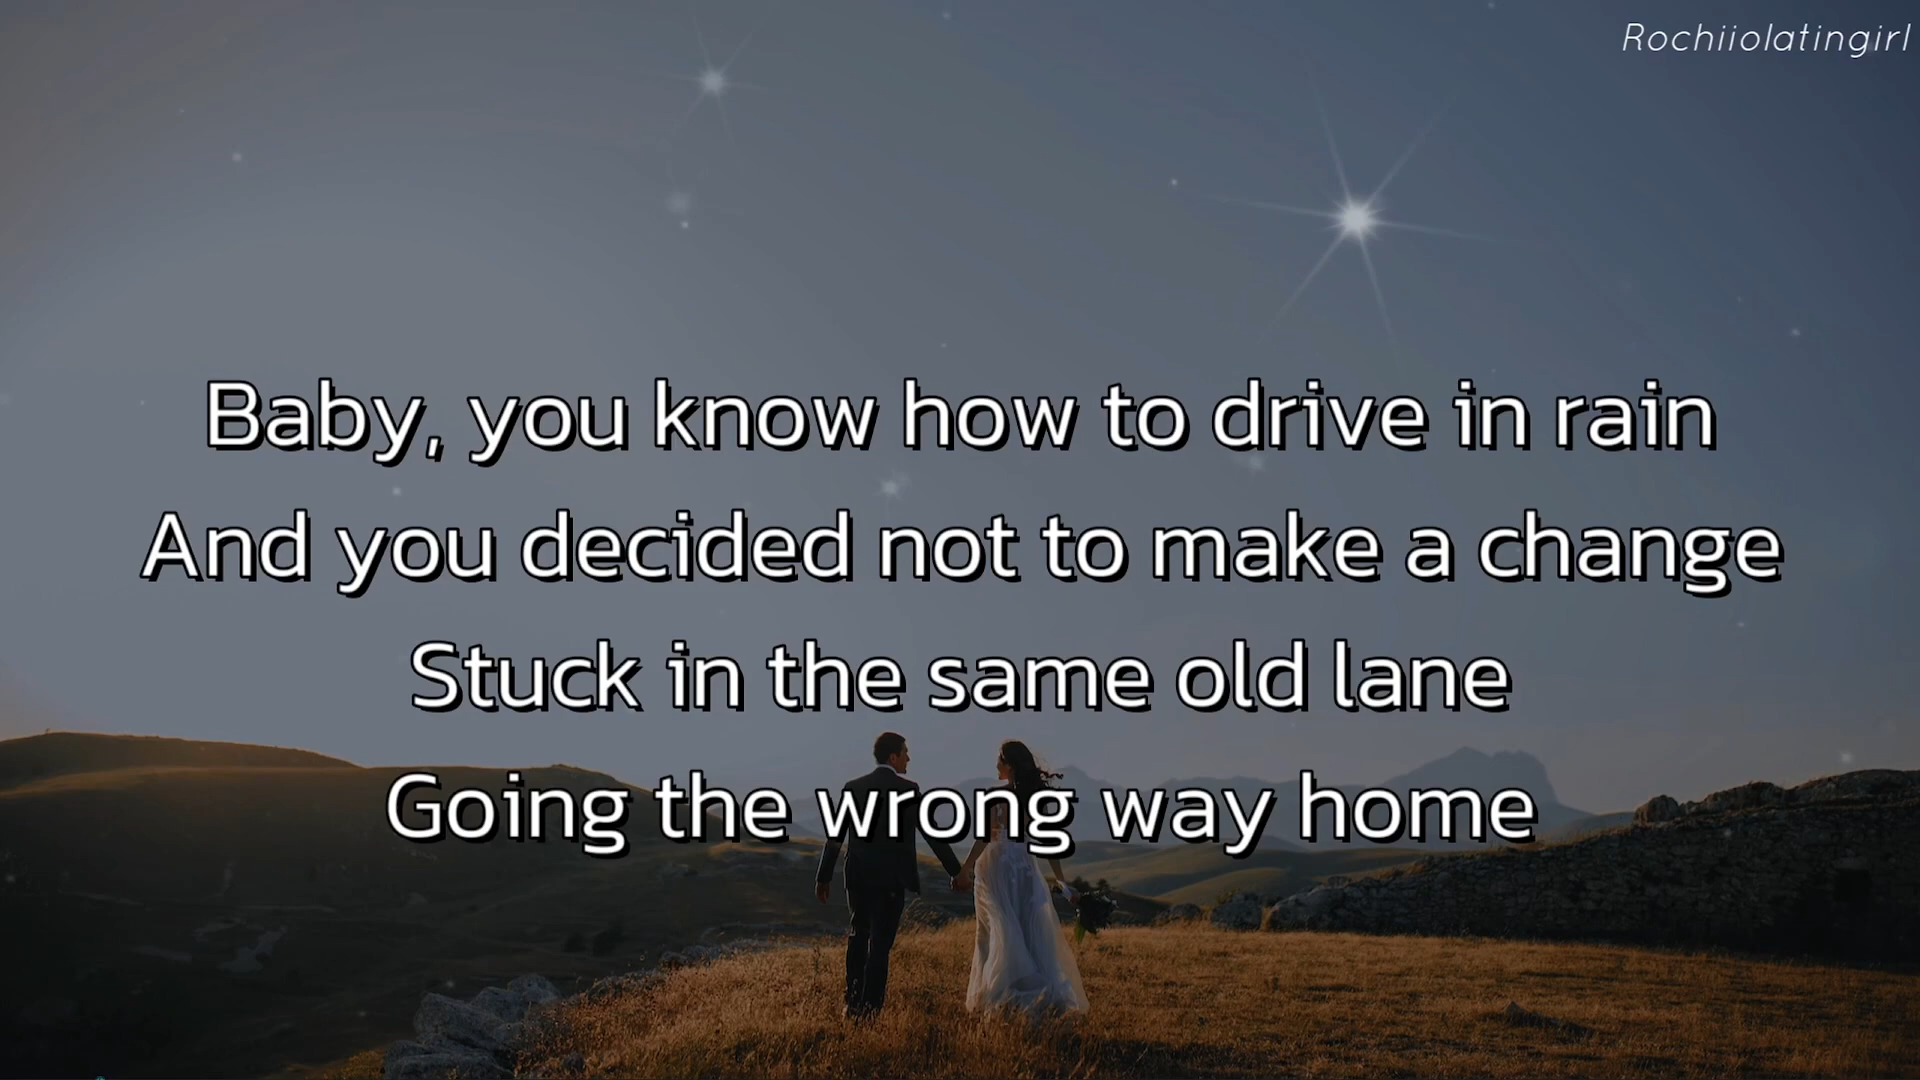 Rochiiolatingirl
Baby, you know how to drive in rain
And you decided not to make a change
Stuck in the same old lane
Going the wrong way home